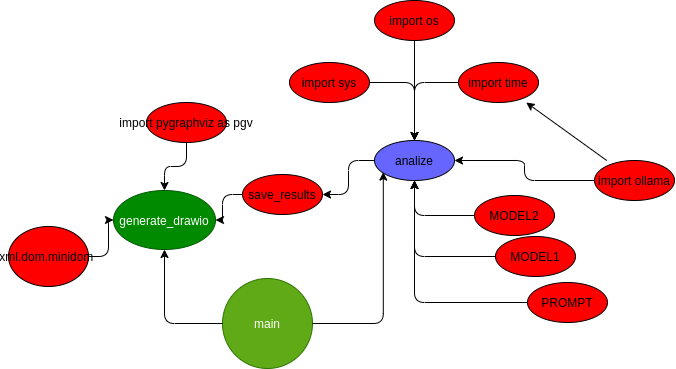 import os
import sys
import time
import pygraphviz as pgv
analize
import ollama
save_results
generate_drawio
MODEL2
xml.dom.minidom
MODEL1
PROMPT
main